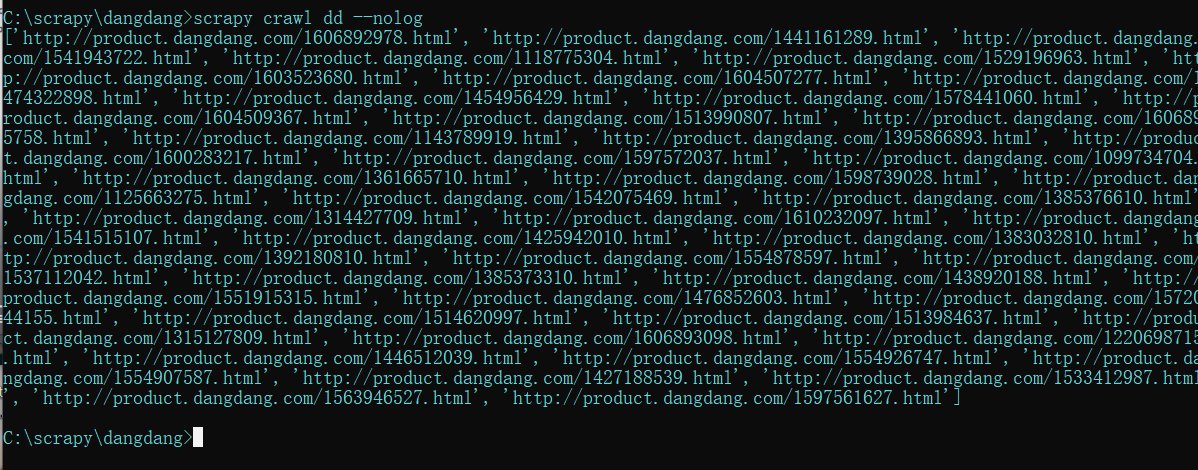 C:\scrapy\dangdang>scrapy crawl dd --nolog
['http://product.dangdang.com/1606892978.html', 'http://product.dangdang.com/1441161289.html', 'http://product.dangdang.
com/1541943722.html', 'http://product.dangdang.com/1118775304.html', 'http://product.dangdang.com/1529196963.html', 'htt
p://product.dangdang.com/1603523680.html', 'http://product.dangdang.com/1604507277.html', 'http://product.dangdang.com/1
474322898.html', 'http://product.dangdang.com/1454956429.html', 'http://product.dangdang.com/1578441060.html', 'http://p
roduct.dangdang.com/1604509367.html', 'http://product.dangdang.com/1513990807.html', 'http://product.dangdang.com/16068
5758.html', 'http://product.dangdang.com/1143789919.html', 'http://product.dangdang.com/1395866893.html', 'http://produc
t.dangdang.com/1600283217.html', 'http://product.dangdang.com/1597572037.html', 'http://product.dangdang.com/1099734704.
html', 'http://product.dangdang.com/1361665710.html', 'http://product.dangdang.com/1598739028.html', 'http://product.dan
gdang.com/1125663275.html', 'http://product.dangdang.com/1542075469.html', 'http://product.dangdang.com/1385376610.html'
, 'http://product.dangdang.com/1314427709.html', 'http://product.dangdang.com/1610232097.html', 'http://product.dangdang
.com/1541515107.html', 'http://product.dangdang.com/1425942010.html', 'http://product.dangdang.com/1383032810.html', 'ht
tp://product.dangdang.com/1392180810.html', 'http://product.dangdang.com/1554878597.html', 'http://product.dangdang.com/
1537112042.html', 'http://product.dangdang.com/1385373310.html', 'http://product.dangdang.com/1438920188.html', 'http://
product.dangdang.com/1551915315.html', 'http://product.dangdang.com/1476852603.html', 'http://product.dangdang.com/15720
44155.html', 'http://product.dangdang.com/1514620997.html', 'http://product.dangdang.com/1513984637.html', 'http://produ
ct.dangdang.com/1315127809.html', 'http://product.dangdang.com/1606893098.html', 'http://product.dangdang.com/1220698715
.html', 'http://product.dangdang.com/1446512039.html', 'http://product.dangdang.com/1554926747.html', 'http://product.da
ngdang.com/1554907587.html', 'http://product.dangdang.com/1427188539.html', 'http://product.dangdang.com/1533412987.html
', 'http://product.dangdang.com/1563946527.html', 'http://product.dangdang.com/1597561627.html']
C:\scrapy\dangdang>